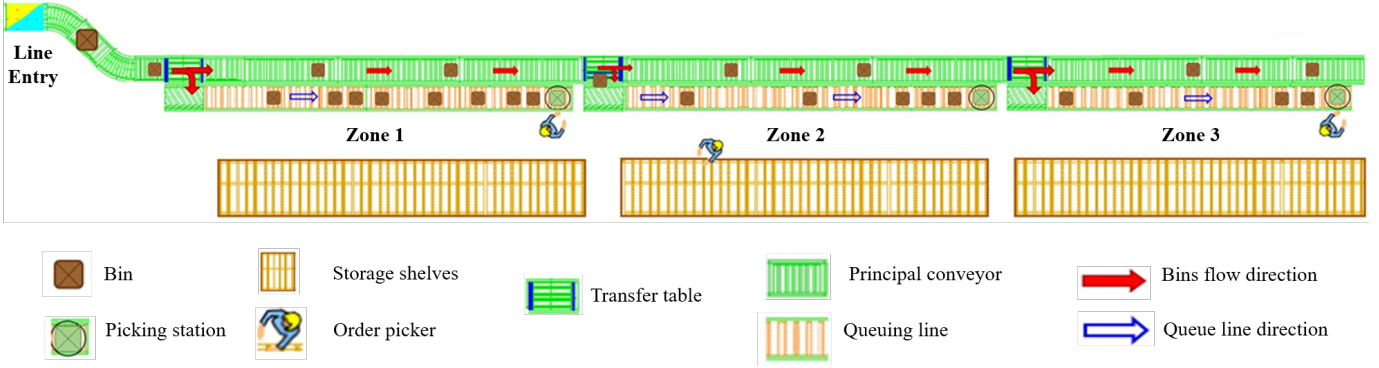 Line
Entry
Zone 1
Zone 2
Zone 3
Bin
Storage shelves
Transfer table
Principal conveyor
Bins flow direction
Picking station
Order picker
Queuing line
Queue line direction